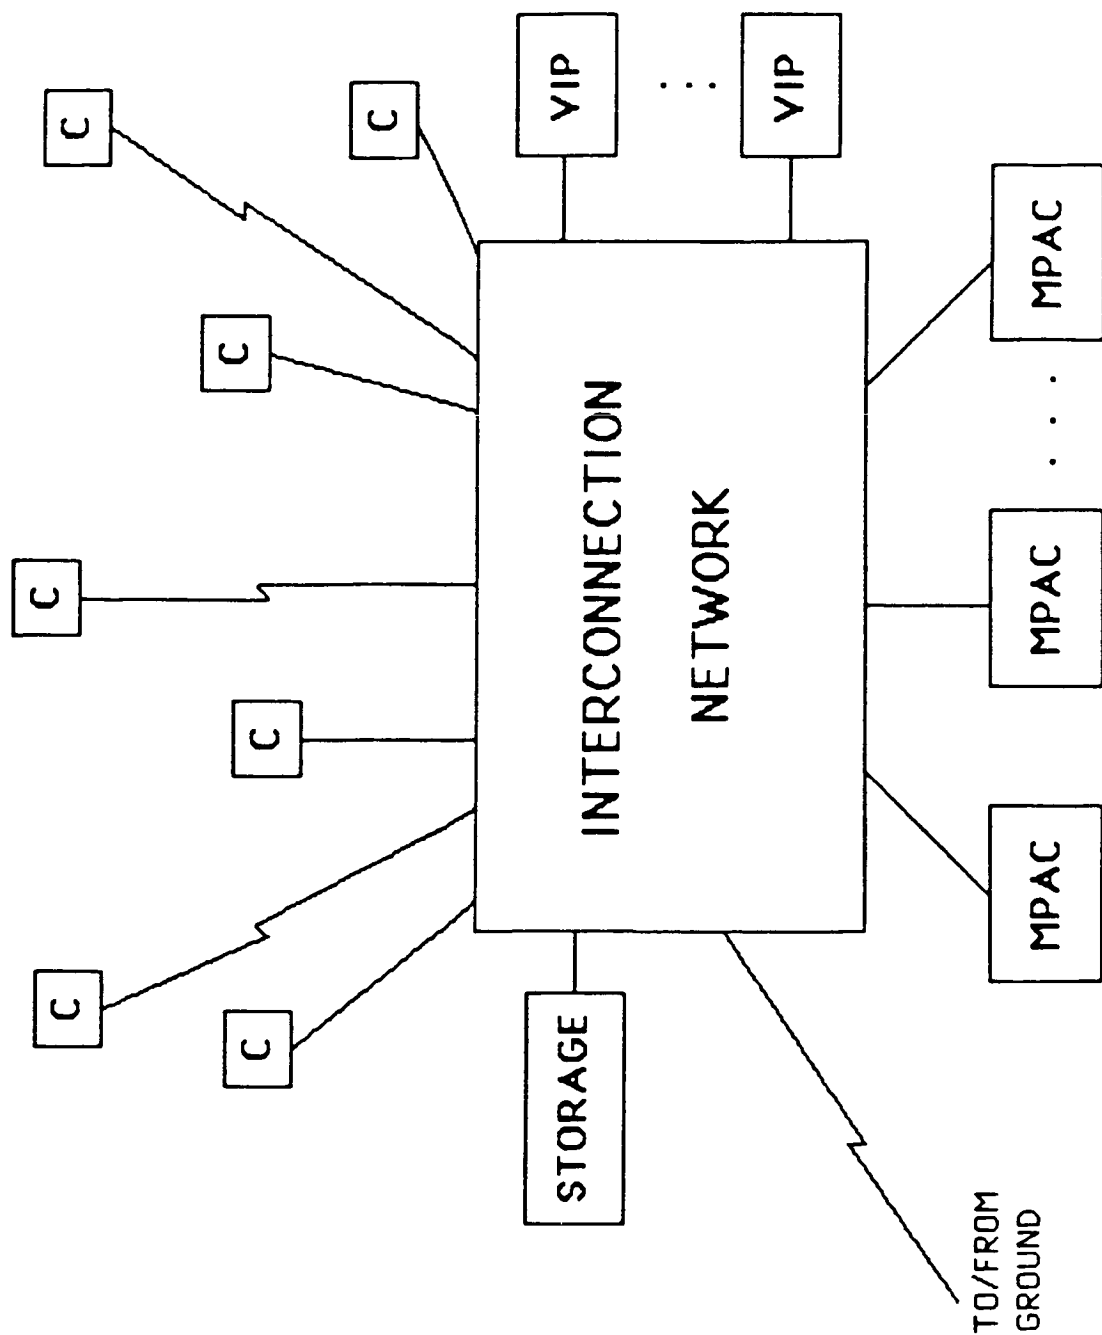 C
C
C
C
C
C
C
STORAGE
INTERCONNECTION
NETWORK
VIP
VIP
MPAC
MPAC
MPAC
TO/FROM
GROUND